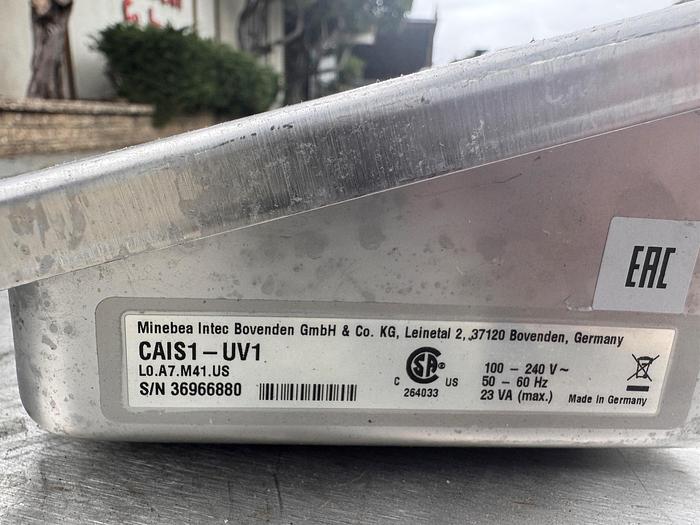 EAC
Minebea Intec Bovenden GmbH & Co. KG, Leinetal 2, 37120 Bovenden, Germany
CAIS1-UV1
L0.A7.M41.US
S/N 36966880
SA
C US
264033
100 – 240 V ~
50 – 60 Hz
23 VA (max.)
Made in Germany